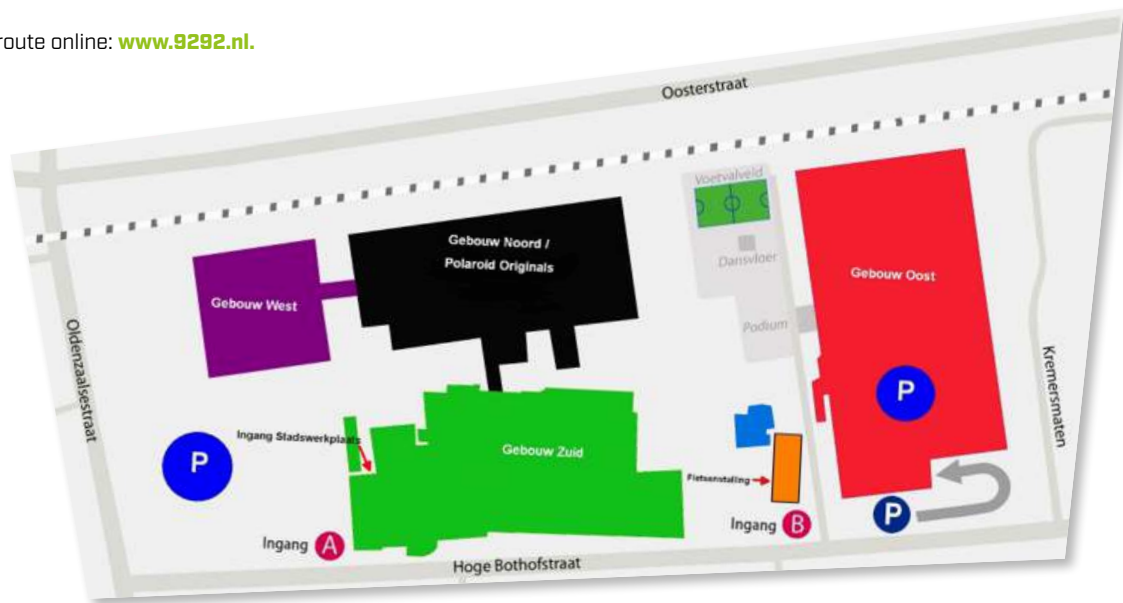 route online: www.9292.nl.
Oosterstraat
Voetvalveld
Gebouw Noord /
Polaroid Originals
Dansvloer
Gebouw Oost
Gebouw West
Podium
Oldenzaalsestraat
Kremersmaten
P
Ingang Stadswerkplaats
Gebouw Zuid
P
Fietsenstalling
Ingang A
Ingang B
P
Hoge Bothofstraat